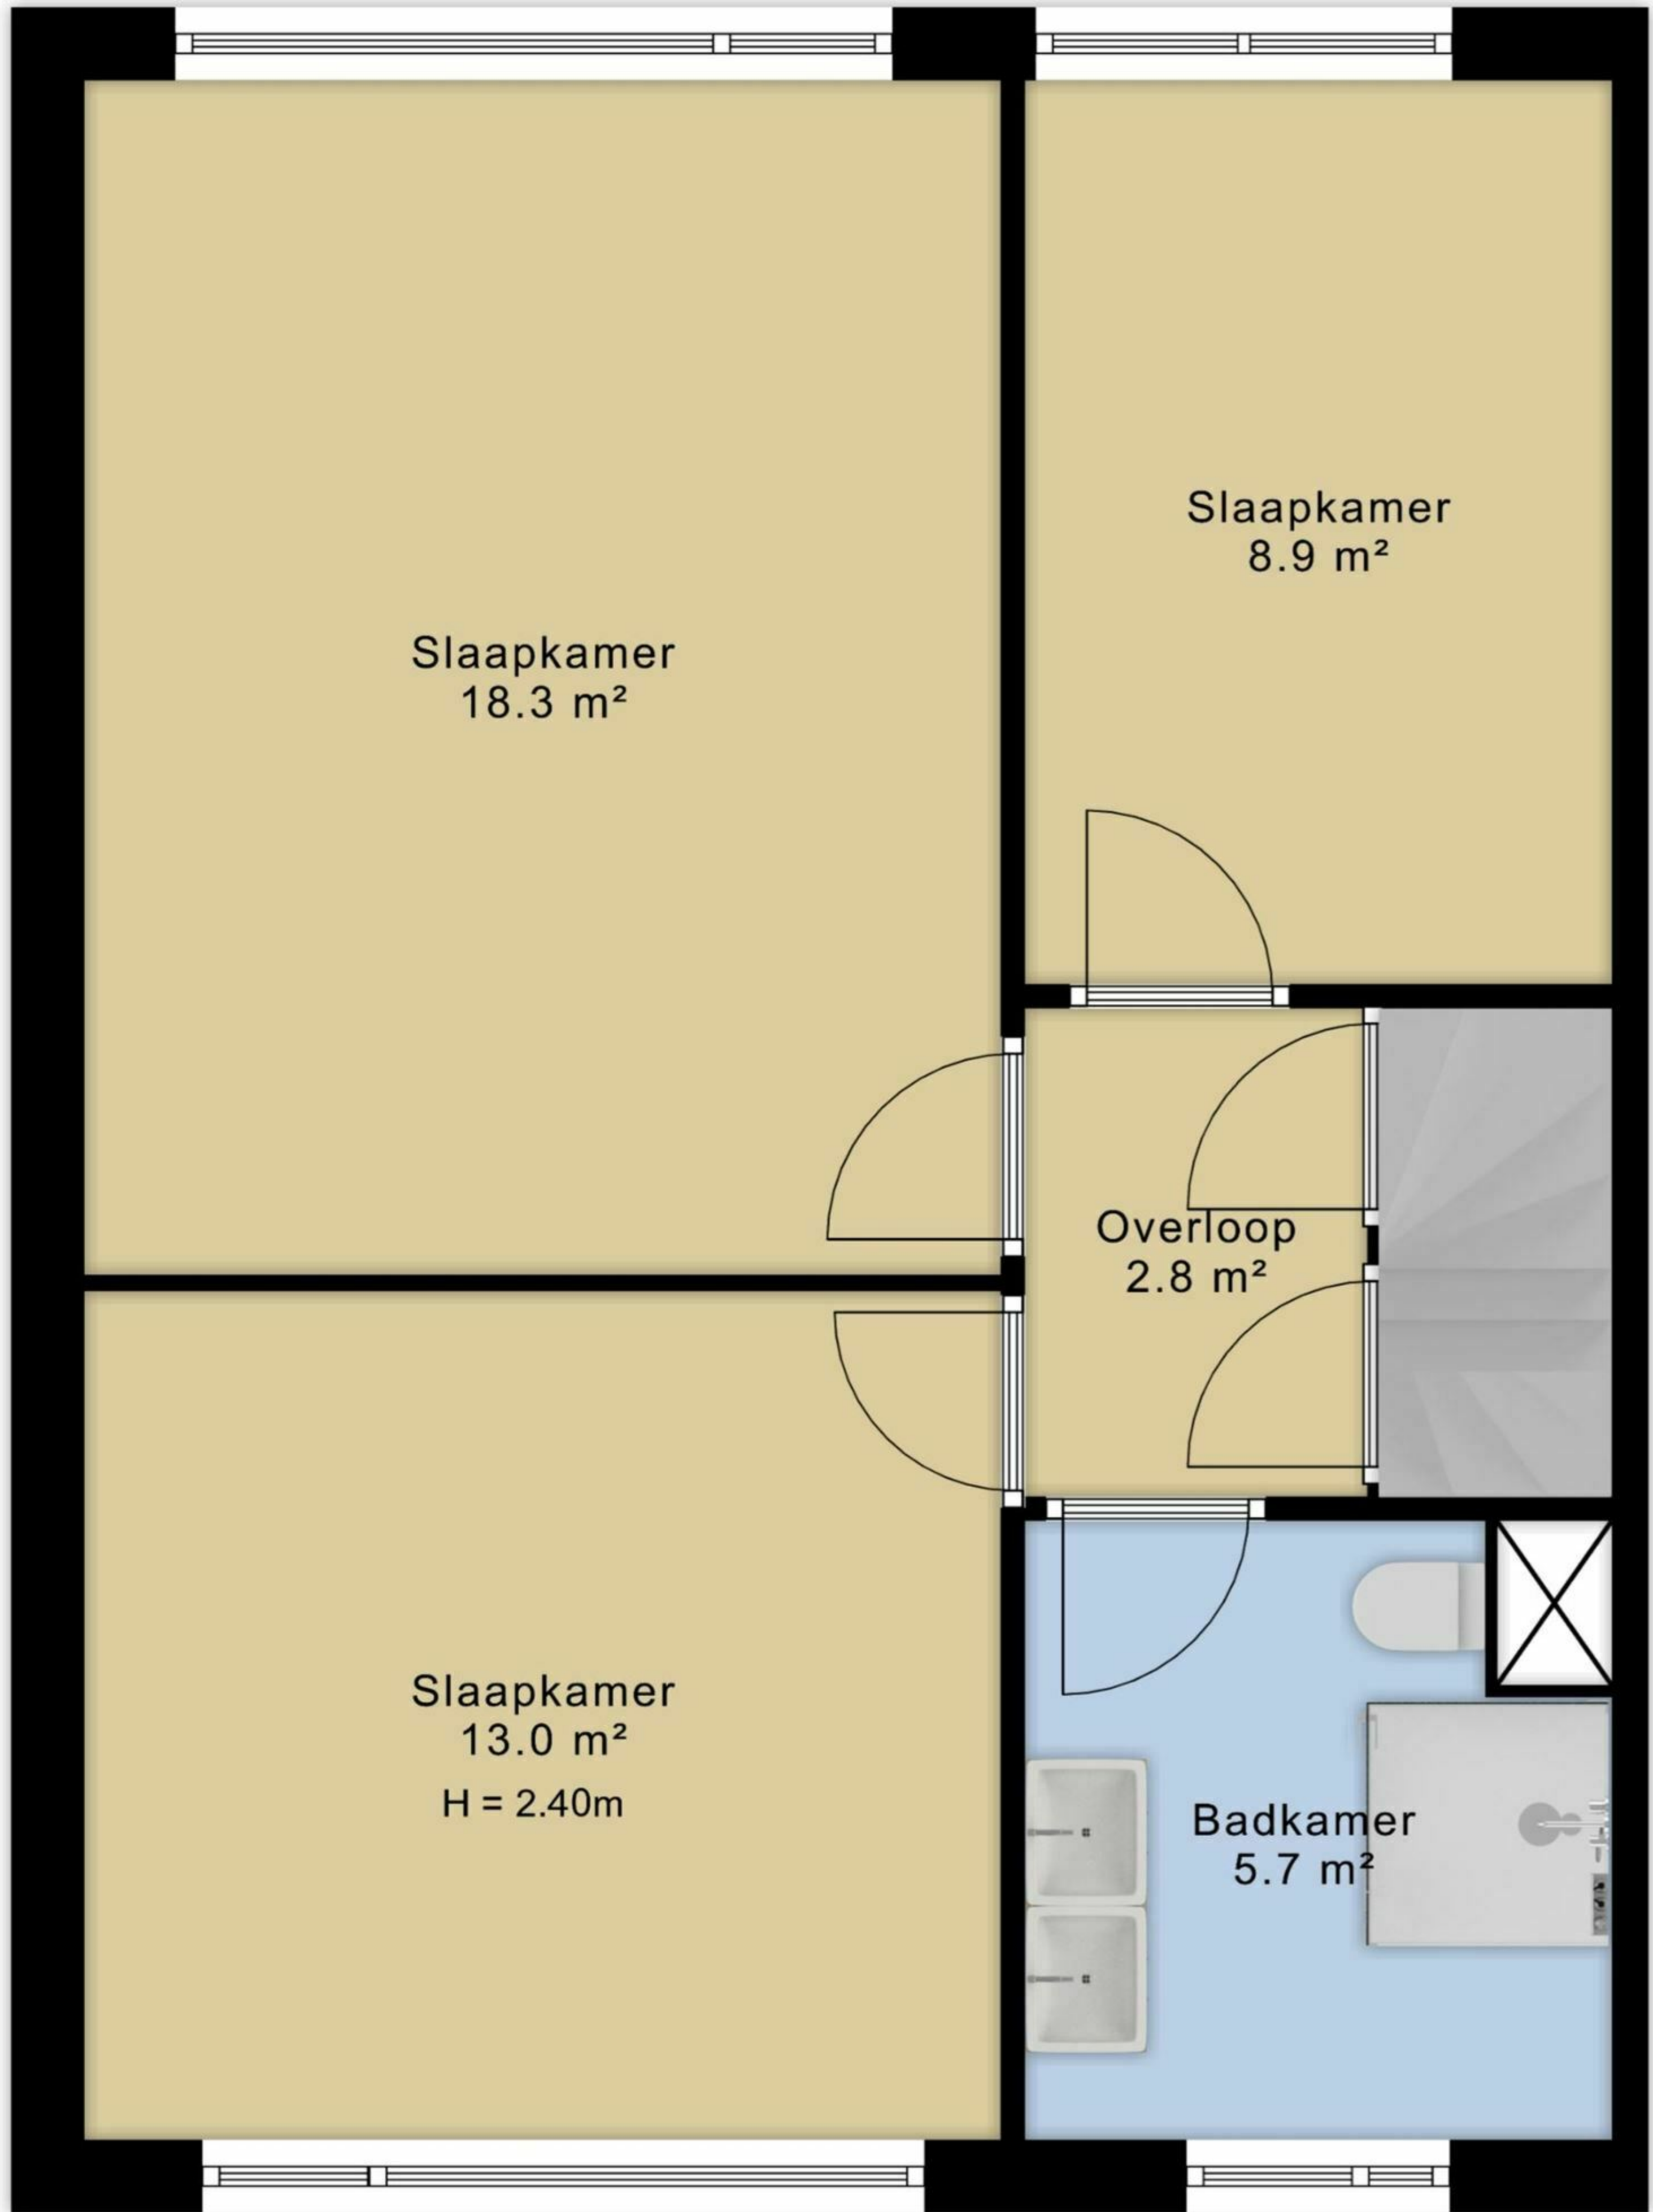 Slaapkamer
8.9 m²
Slaapkamer
18.3 m²
Overloop
2.8 m²
Slaapkamer
13.0 m²
H = 2.40m
Badkamer
5.7 m²